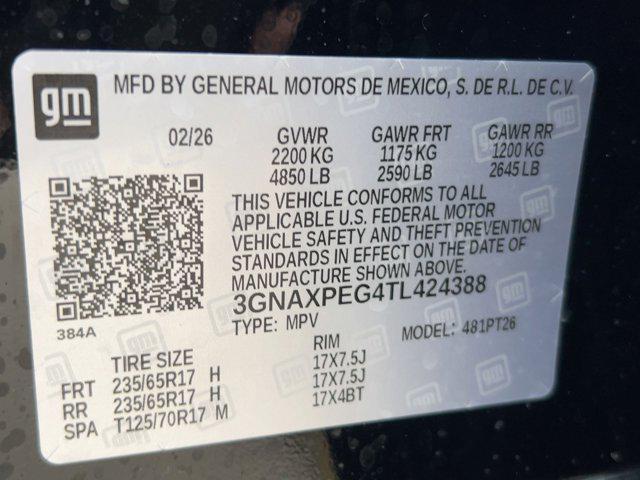 gm
MFD BY GENERAL MOTORS DE MEXICO, S. DE R.L. DE C.V.
02/26 GVWR GAWR FRT GAWR RR
2200 KG 1175 KG 1200 KG
4850 LB 2590 LB 2645 LB
THIS VEHICLE CONFORMS TO ALL
APPLICABLE U.S. FEDERAL MOTOR
VEHICLE SAFETY AND THEFT PREVENTION
STANDARDS IN EFFECT ON THE DATE OF
MANUFACTURE SHOWN ABOVE.
3GNAXPEG4TL424388
384A TYPE: MPV MODEL: 481PT26
TIRE SIZE RIM
FRT 235/65R17 H 17X7.5J
RR 235/65R17 H 17X7.5J
SPA T125/70R17 M 17X4BT